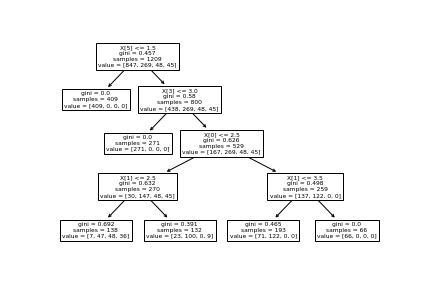 X[5] <= 1.5
gini = 0.457
samples = 1209
value = [847, 269, 48, 45]
gini = 0.0
samples = 409
value = [409, 0, 0, 0]
X[3] <= 3.0
gini = 0.58
samples = 800
value = [438, 269, 48, 45]
gini = 0.0
samples = 271
value = [271, 0, 0, 0]
X[0] <= 2.5
gini = 0.626
samples = 529
value = [167, 269, 48, 45]
X[1] <= 2.5
gini = 0.632
samples = 270
value = [30, 147, 48, 45]
X[1] <= 3.5
gini = 0.498
samples = 259
value = [137, 122, 0, 0]
gini = 0.692
samples = 138
value = [7, 47, 48, 36]
gini = 0.391
samples = 132
value = [23, 100, 0, 9]
gini = 0.465
samples = 193
value = [71, 122, 0, 0]
gini = 0.0
samples = 66
value = [66, 0, 0, 0]